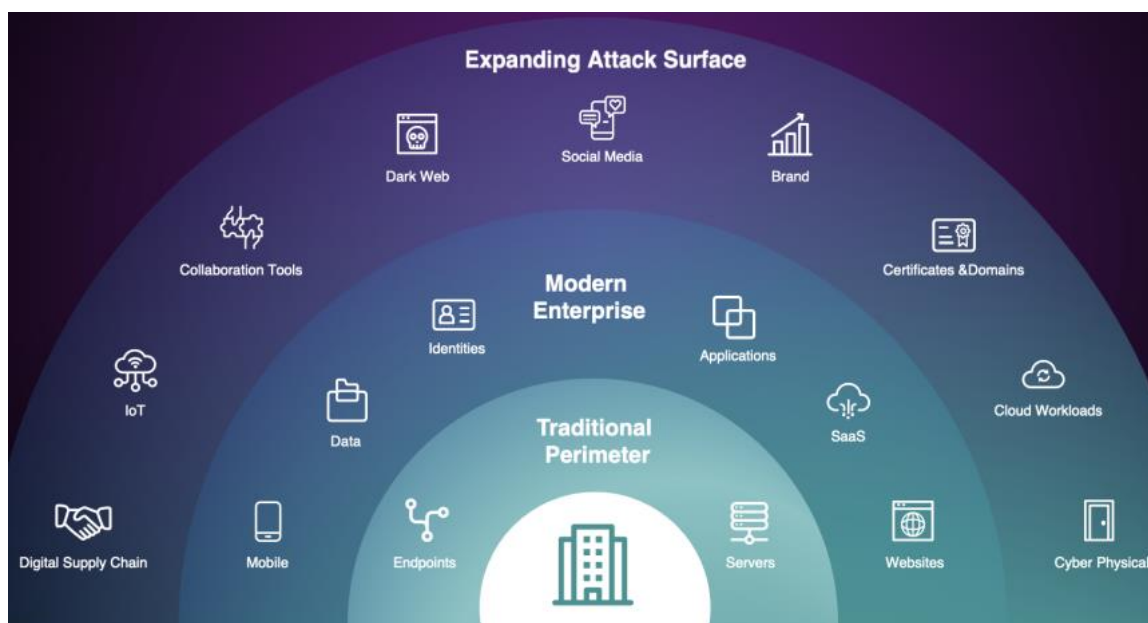 Expanding Attack Surface
Social Media
Dark Web
Brand
Collaboration Tools
Certificates &Domains
Modern
Enterprise
Identities
Applications
IoT
Cloud Workloads
Data
SaaS
Traditional
Perimeter
Digital Supply Chain
Mobile
Endpoints
Servers
Websites
Cyber Physical